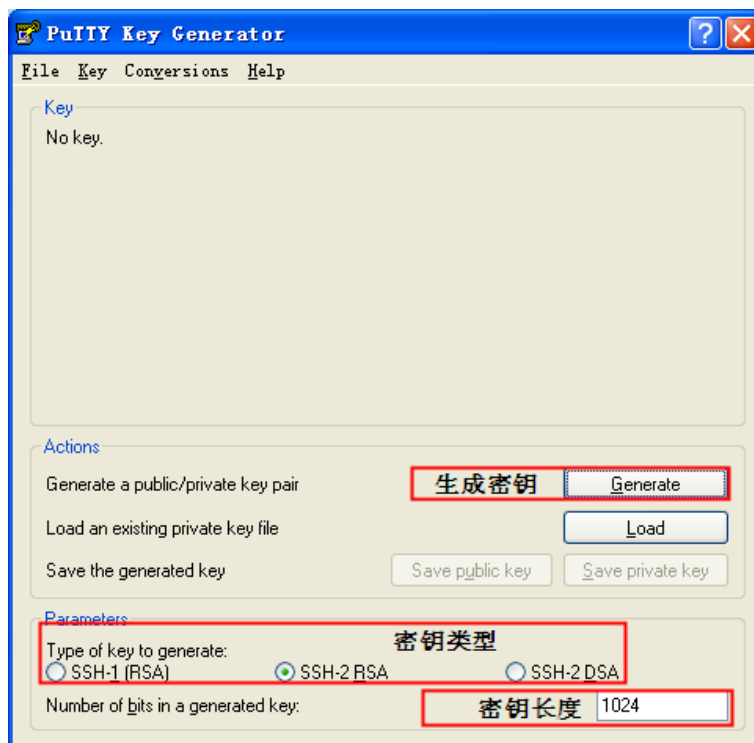 PuTTY Key Generator
File Key Conversions Help
Key
No key.
Actions
Generate a public/private key pair 生成密钥 Generate
Load an existing private key file Load
Save the generated key Save public key Save private key
Parameters
Type of key to generate: 密钥类型
SSH-1 (RSA) SSH-2 RSA SSH-2 DSA
Number of bits in a generated key: 密钥长度 1024